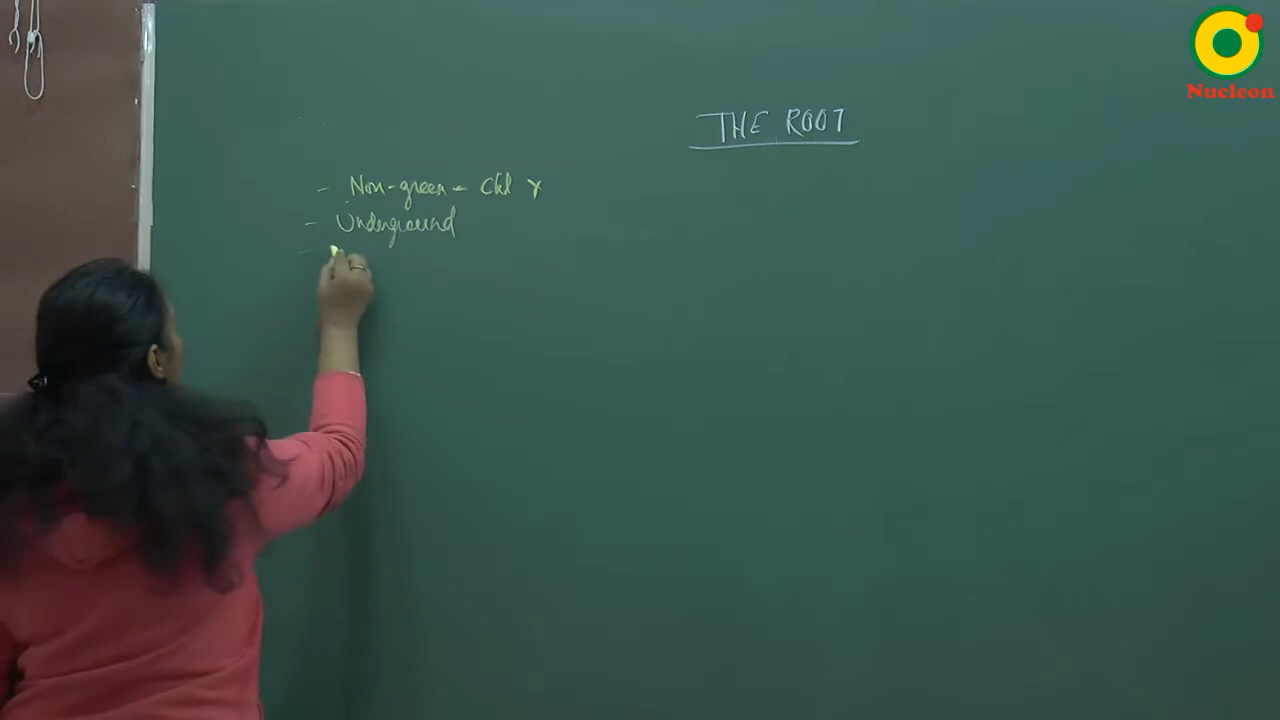 Nucleon
THE ROOT
- Non-green - Chl x
- Underground
-